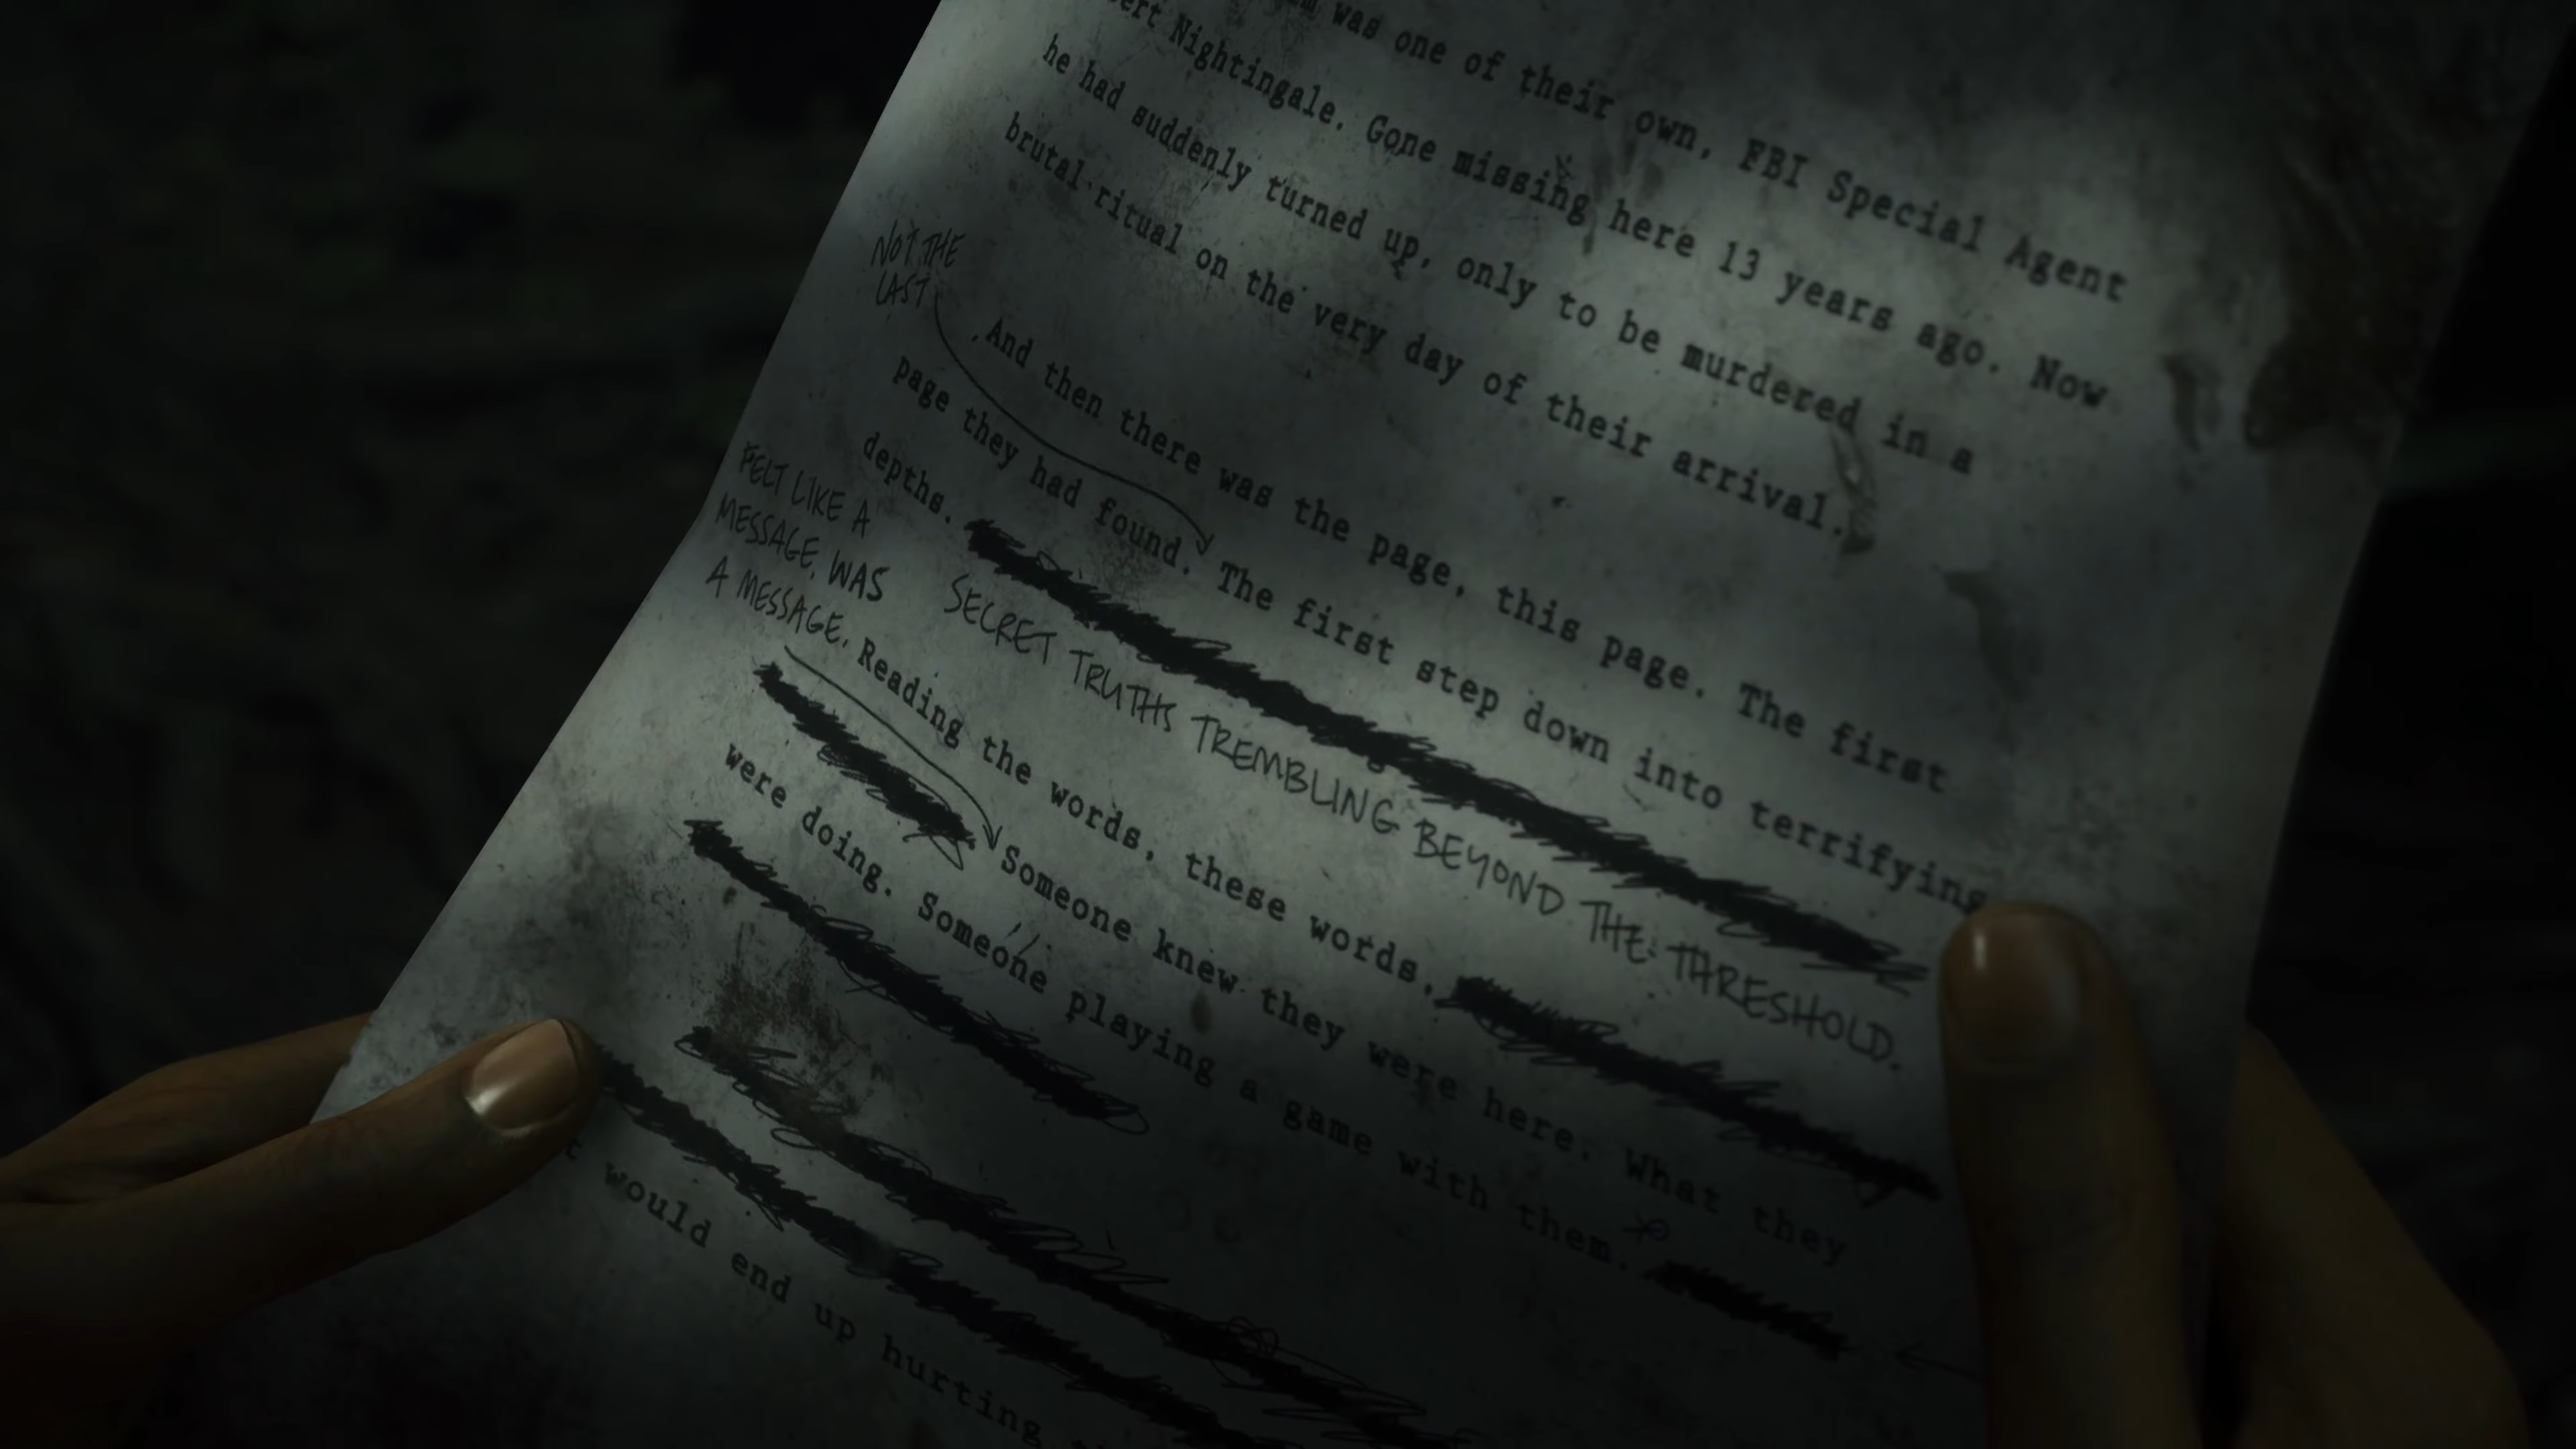 was one of their own, FBI Special Agent
Nightingale. Gone missing here 13 years ago. Now
he had suddenly turned up, only to be murdered in a
brutal ritual on the very day of their arrival.
NOT THE
LAST
And then there was the page, this page. The first
page they had found. The first step down into terrifying
depths.
SECRET TRUTHS TREMBLING BEYOND THE THRESHOLD.
FELT LIKE A
MESSAGE, WAS
A MESSAGE.
Reading the words, these words,
Someone knew they were here. What they
were doing. Someone playing a game with them.
would end up hurting